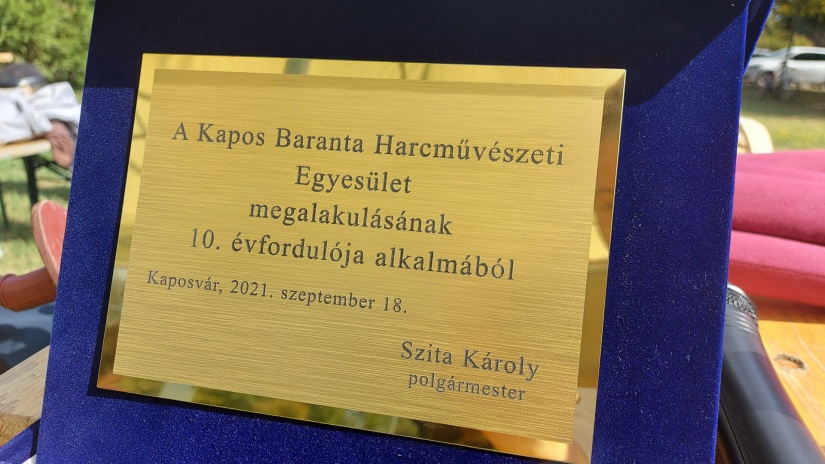 A Kapos Baranta Harcművészeti
Egyesület
megalakulásának
10. évfordulója alkalmából
Kaposvár, 2021. szeptember 18.
Szita Károly
polgármester